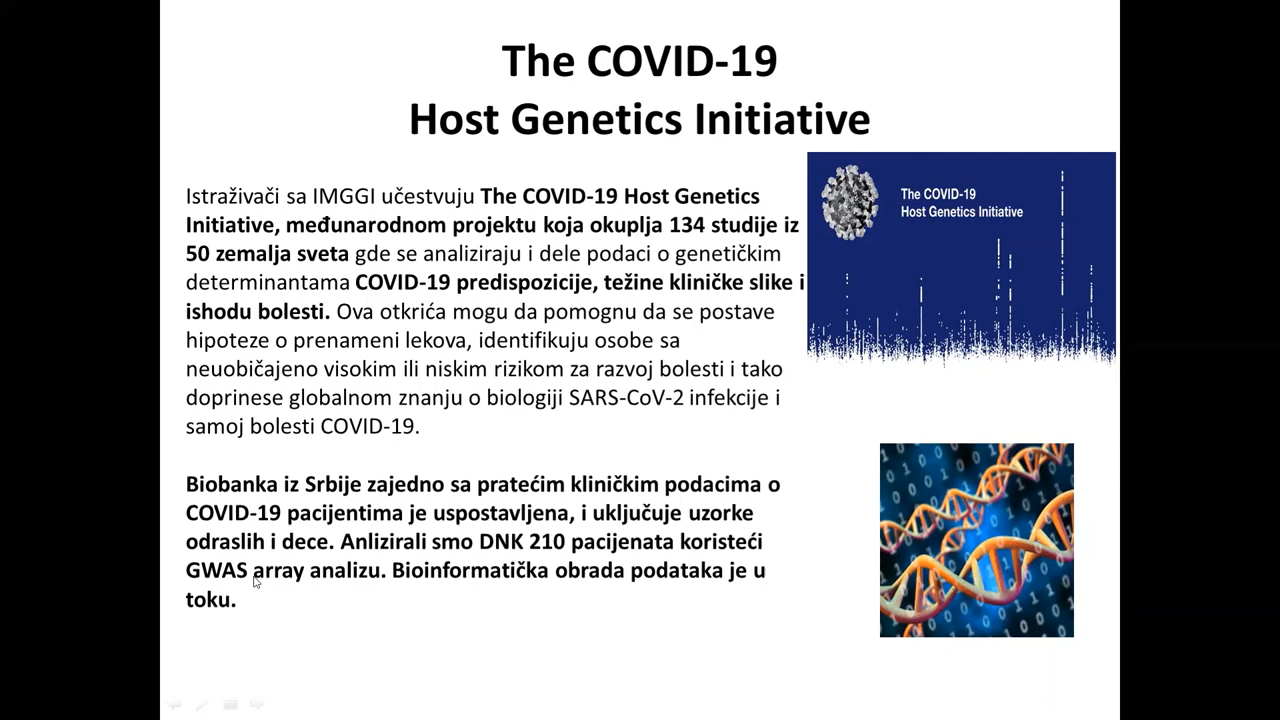 The COVID-19
Host Genetics Initiative
Istraživači sa IMGGI učestvuju The COVID-19 Host Genetics
Initiative, međunarodnom projektu koja okuplja 134 studije iz
50 zemalja sveta gde se analiziraju i dele podaci o genetičkim
determinantama COVID-19 predispozicije, težine kliničke slike i
ishodu bolesti. Ova otkrića mogu da pomognu da se postave
hipoteze o prenameni lekova, identifikuju osobe sa
neuobičajeno visokim ili niskim rizikom za razvoj bolesti i tako
doprinese globalnom znanju o biologiji SARS-CoV-2 infekcije i
samoj bolesti COVID-19.
The COVID-19
Host Genetics Initiative
Biobanka iz Srbije zajedno sa pratećim kliničkim podacima o
COVID-19 pacijentima je uspostavljena, i uključuje uzorke
odraslih i dece. Anlizirali smo DNK 210 pacijenata koristeći
GWAS array analizu. Bioinformatička obrada podataka je u
toku.